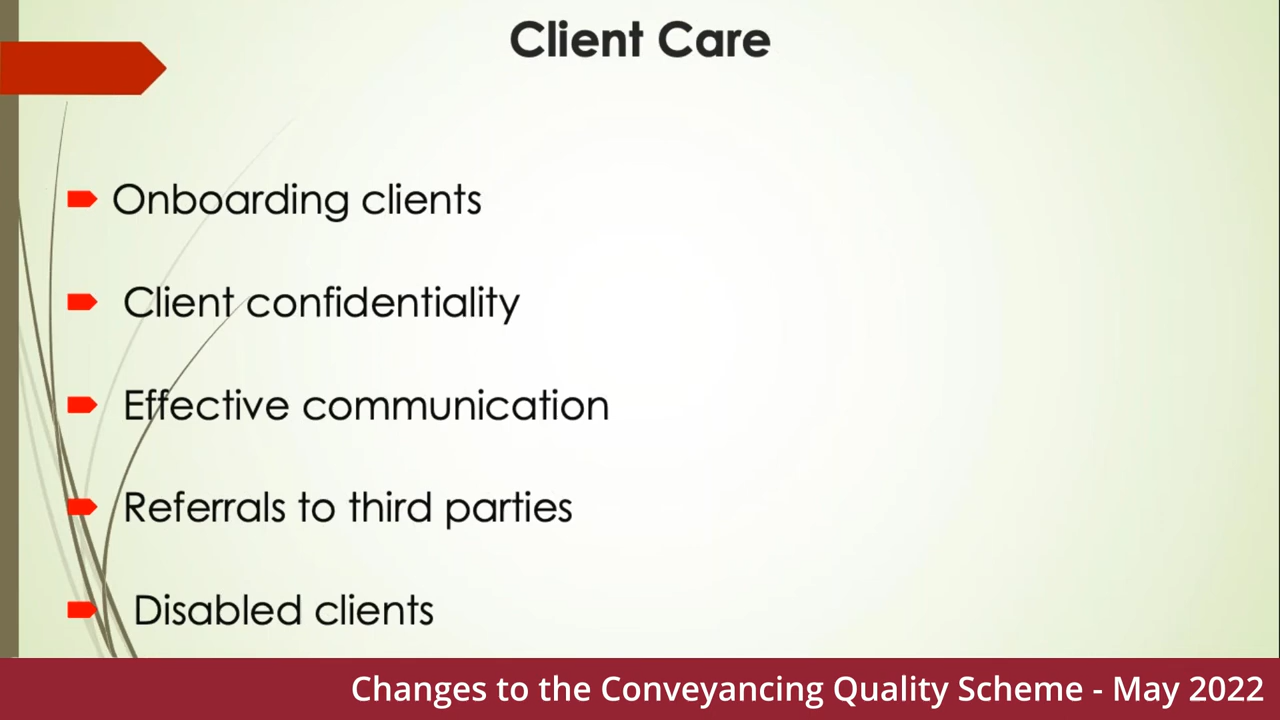 Client Care
Onboarding clients
Client confidentiality
Effective communication
Referrals to third parties
Disabled clients
Changes to the Conveyancing Quality Scheme - May 2022